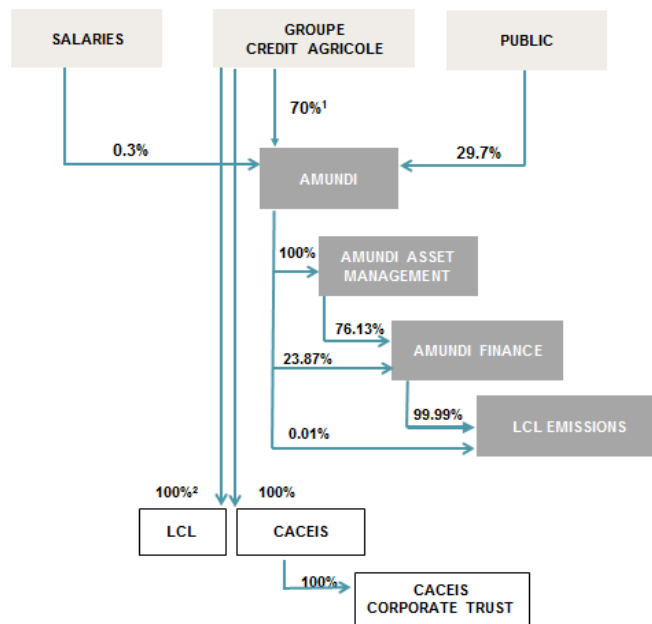 SALARIES
GROUPE
CREDIT AGRICOLE
PUBLIC
70%¹
0.3%
29.7%
AMUNDI
100%
AMUNDI ASSET
MANAGEMENT
76.13%
AMUNDI FINANCE
23.87%
99.99%
LCL EMISSIONS
0.01%
100%²
100%
LCL
CACEIS
100%
CACEIS
CORPORATE TRUST